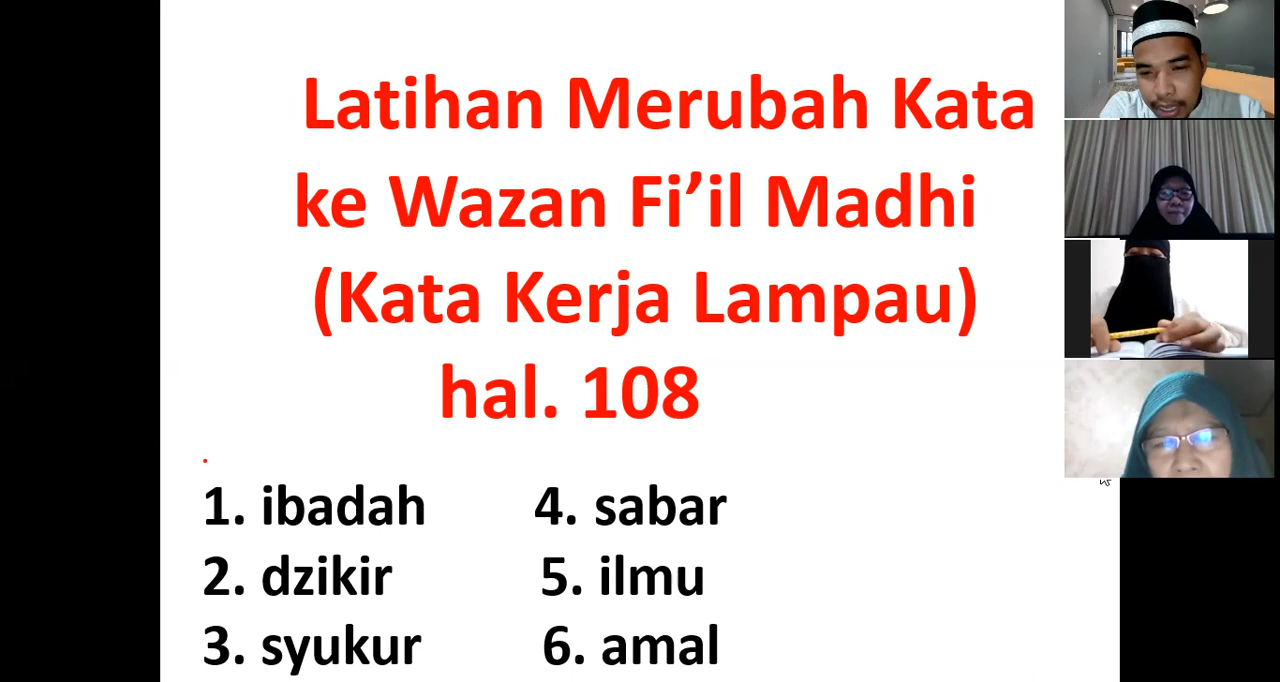 Latihan Merubah Kata
ke Wazan Fi’il Madhi
(Kata Kerja Lampau)
hal. 108
1. ibadah 4. sabar
2. dzikir 5. ilmu
3. syukur 6. amal